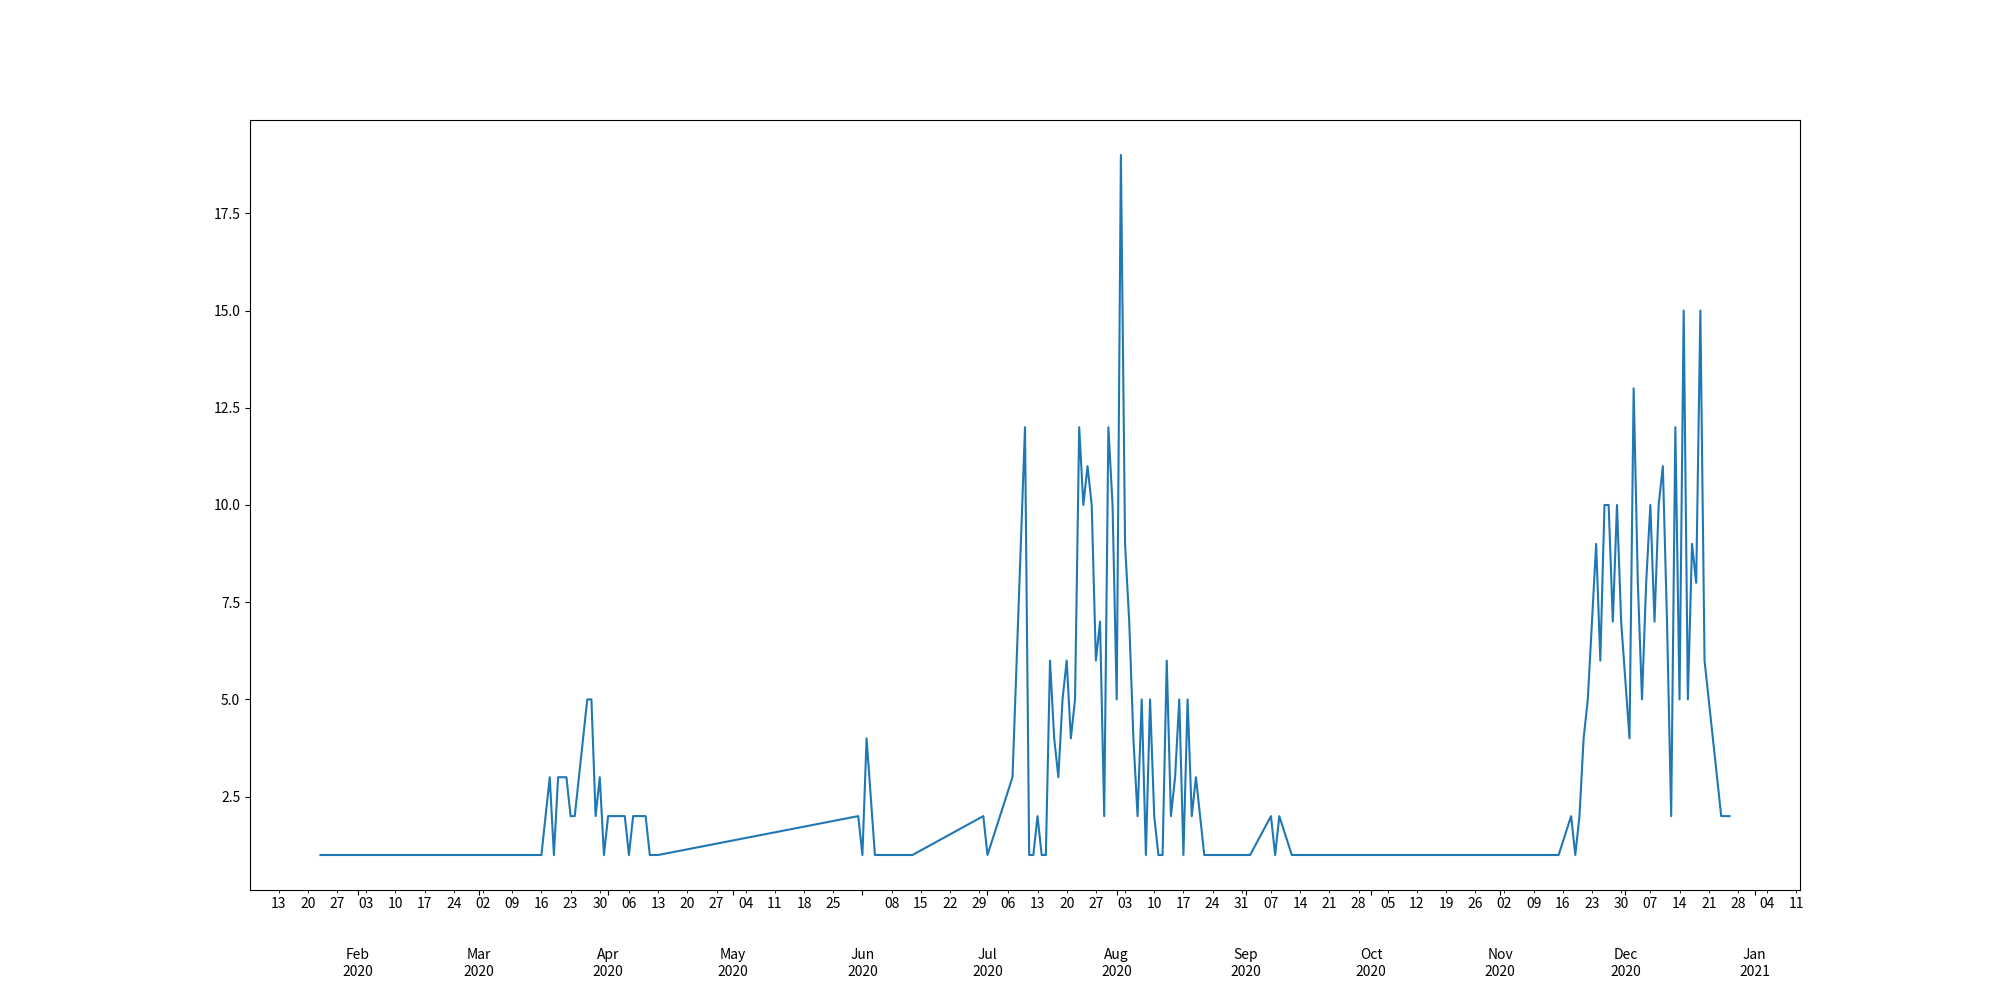 17.5
15.0
12.5
10.0
7.5
5.0
2.5
13 20 27 03 10 17 24 02 09 16 23 30 06 13 20 27 04 11 18 25 08 15 22 29 06 13 20 27 03 10 17 24 31 07 14 21 28 05 12 19 26 02 09 16 23 30 07 14 21 28 04 11
Feb Mar Apr May Jun Jul Aug Sep Oct Nov Dec Jan
2020 2020 2020 2020 2020 2020 2020 2020 2020 2020 2020 2021